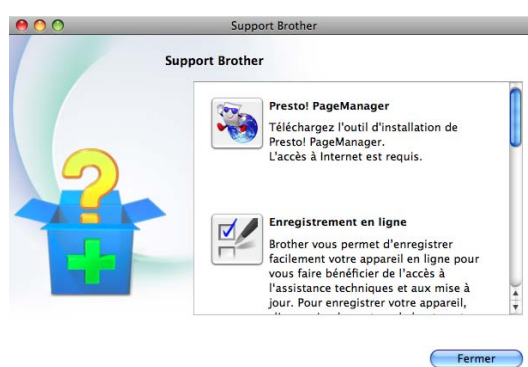 Support Brother
Support Brother
Presto! PageManager
Téléchargez l'outil d'installation de
Presto! PageManager.
L'accès à Internet est requis.
Enregistrement en ligne
Brother vous permet d'enregistrer
facilement votre appareil en ligne pour
vous faire bénéficier de l'accès à
l'assistance techniques et aux mise à
jour. Pour enregistrer votre appareil,
Fermer